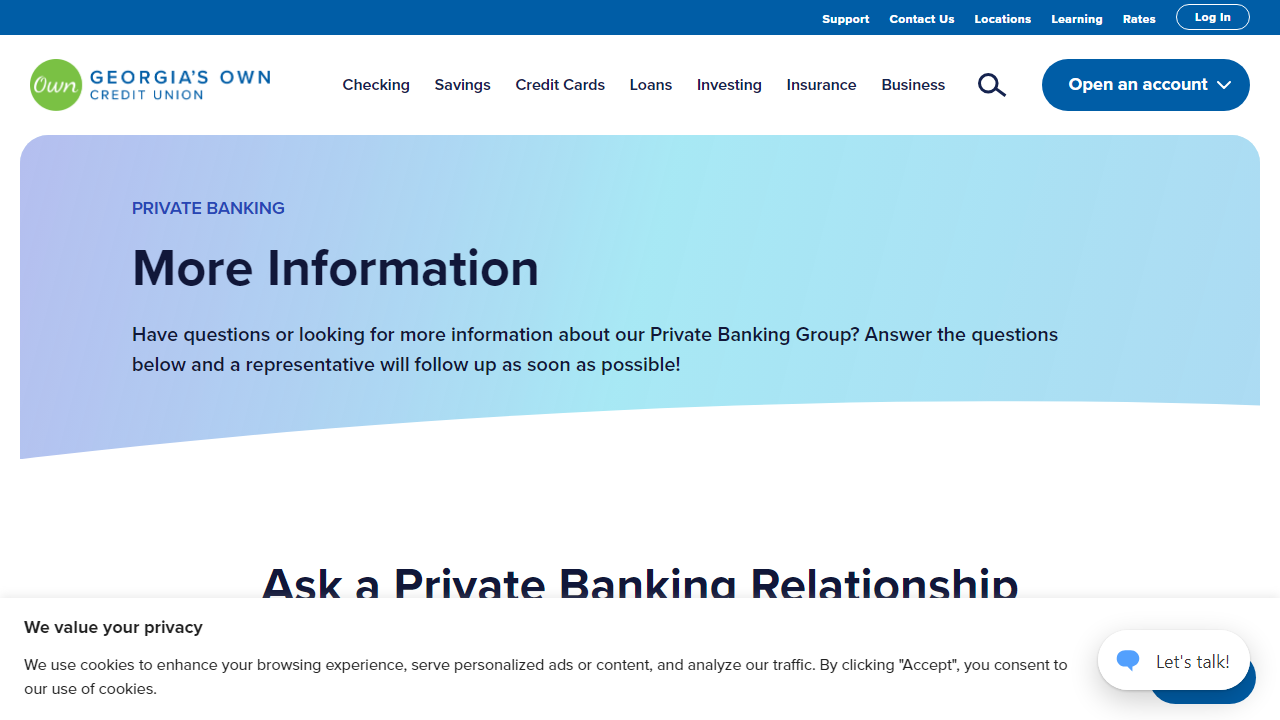 Support Contact Us Locations Learning Rates Log In
Own GEORGIA'S OWN
CREDIT UNION
Checking Savings Credit Cards Loans Investing Insurance Business Open an account
PRIVATE BANKING
More Information
Have questions or looking for more information about our Private Banking Group? Answer the questions
below and a representative will follow up as soon as possible!
Ask a Private Banking Relationship
We value your privacy
We use cookies to enhance your browsing experience, serve personalized ads or content, and analyze our traffic. By clicking "Accept", you consent to
our use of cookies.
Let's talk!